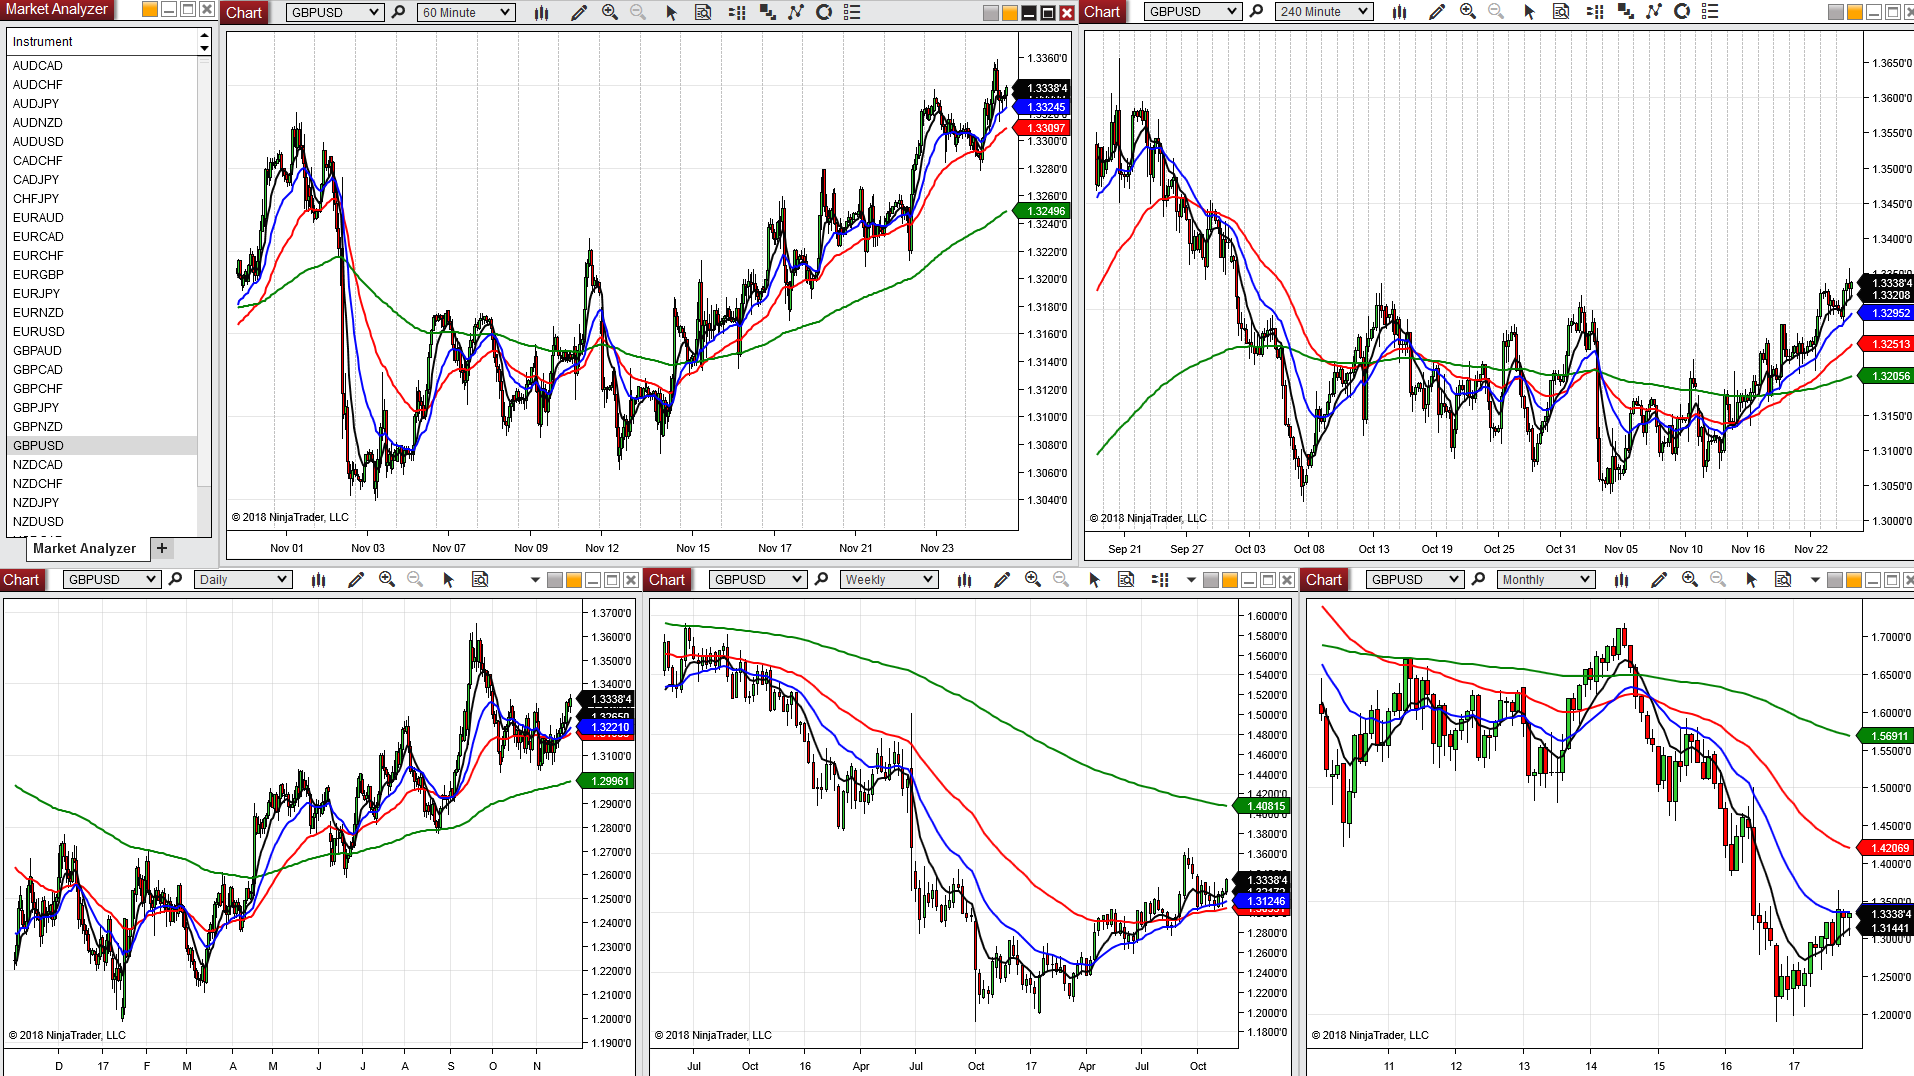 Market Analyzer
Instrument
AUDCAD
AUDCHF
AUDJPY
AUDNZD
AUDUSD
CADCHF
CADJPY
CHFJPY
EURAUD
EURCAD
EURCHF
EURGBP
EURJPY
EURNZD
EURUSD
GBPAUD
GBPCAD
GBPCHF
GBPJPY
GBPNZD
GBPUSD
NZDCAD
NZDCHF
NZDJPY
NZDUSD
Market Analyzer +
Chart GBPUSD 60 Minute
1.3360'0
1.3338'4
1.33245
1.33097
1.3300'0
1.3280'0
1.3260'0
1.32496
1.3220'0
1.3200'0
1.3180'0
1.3160'0
1.3140'0
1.3120'0
1.3100'0
1.3080'0
1.3060'0
1.3040'0
© 2018 NinjaTrader, LLC
Nov 01 Nov 03 Nov 07 Nov 09 Nov 12 Nov 15 Nov 17 Nov 21 Nov 23
Chart GBPUSD 240 Minute
1.3650'0
1.3600'0
1.3550'0
1.3500'0
1.3450'0
1.3400'0
1.3338'4
1.33208
1.32952
1.32513
1.32056
1.3150'0
1.3100'0
1.3050'0
1.3000'0
© 2018 NinjaTrader, LLC
Sep 21 Sep 27 Oct 03 Oct 08 Oct 13 Oct 19 Oct 25 Oct 31 Nov 05 Nov 10 Nov 16 Nov 22
Chart GBPUSD Daily
1.3700'0
1.3600'0
1.3500'0
1.3400'0
1.3338'4
1.32210
1.3100'0
1.29961
1.2900'0
1.2800'0
1.2700'0
1.2600'0
1.2500'0
1.2400'0
1.2300'0
1.2200'0
1.2100'0
1.2000'0
1.1900'0
© 2018 NinjaTrader, LLC
D 17 F M A M J J A S O N
Chart GBPUSD Weekly
1.6000'0
1.5800'0
1.5600'0
1.5400'0
1.5200'0
1.5000'0
1.4800'0
1.4600'0
1.4400'0
1.4200'0
1.40815
1.3800'0
1.3600'0
1.3338'4
1.31246
1.2800'0
1.2600'0
1.2400'0
1.2200'0
1.2000'0
1.1800'0
© 2018 NinjaTrader, LLC
Jul Oct 16 Apr Jul Oct 17 Apr Jul Oct
Chart GBPUSD Monthly
1.7000'0
1.6500'0
1.6000'0
1.56911
1.5500'0
1.5000'0
1.4500'0
1.42069
1.4000'0
1.3500'0
1.3338'4
1.31441
1.3000'0
1.2500'0
1.2000'0
© 2018 NinjaTrader, LLC
11 12 13 14 15 16 17